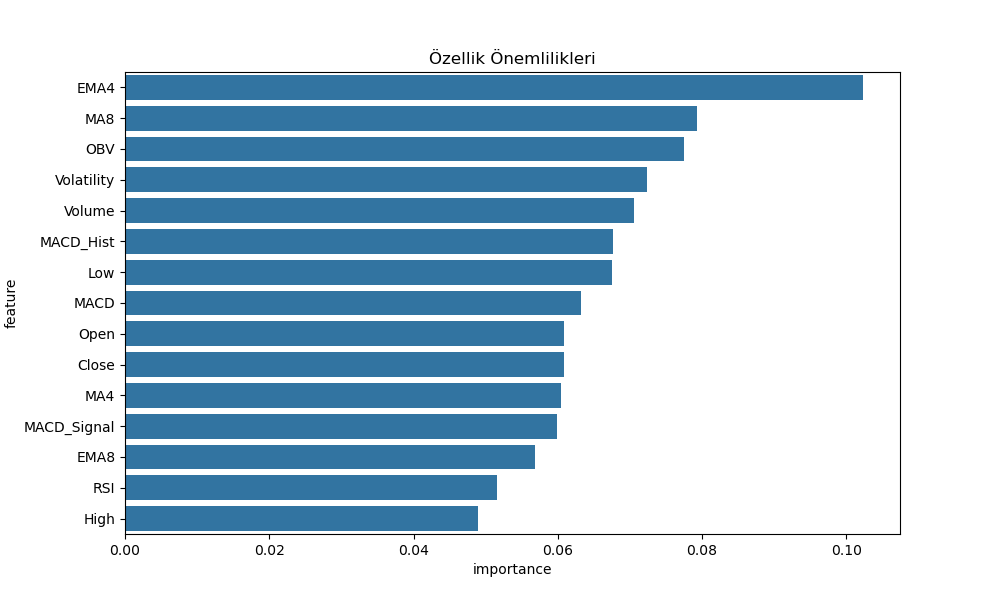 Özellik Önemlilikleri
feature
EMA4
MA8
OBV
Volatility
Volume
MACD_Hist
Low
MACD
Open
Close
MA4
MACD_Signal
EMA8
RSI
High
0.00 0.02 0.04 0.06 0.08 0.10
importance